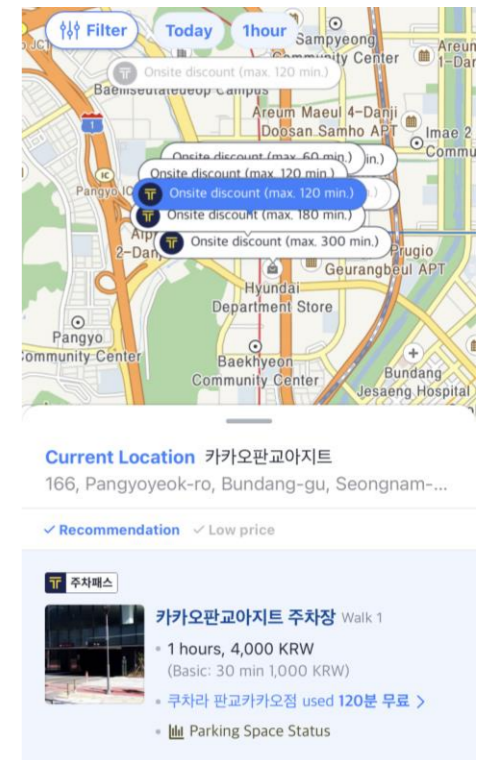 Filter
Today
1hour
Sampyeong
Community Center
Areum
1-Dan
JCT
Onsite discount (max. 120 min.)
Baemiseutateudeop Campus
1
Areum Maeul 4-Danji
Doosan Samho APT
Imae 2
Commu
Onsite discount (max. 60 min.)
in.)
Onsite discount (max. 120 min.)
IC
Pangyo IC
Onsite discount (max. 120 min.)
.)
Onsite discount (max. 180 min.)
2-Dan
Onsite discount (max. 300 min.)
Prugio
Geurangbeul APT
Hyundai
Department Store
Pangyo
ommunity Center
Baekhyeon
Community Center
Bundang
Jesaeng Hospital
Current Location 카카오판교아지트
166, Pangyoyeok-ro, Bundang-gu, Seongnam-...
Recommendation
Low price
주차패스
카카오판교아지트 주차장 Walk 1
1 hours, 4,000 KRW
(Basic: 30 min 1,000 KRW)
쿠차라 판교카카오점 used 120분 무료
Parking Space Status